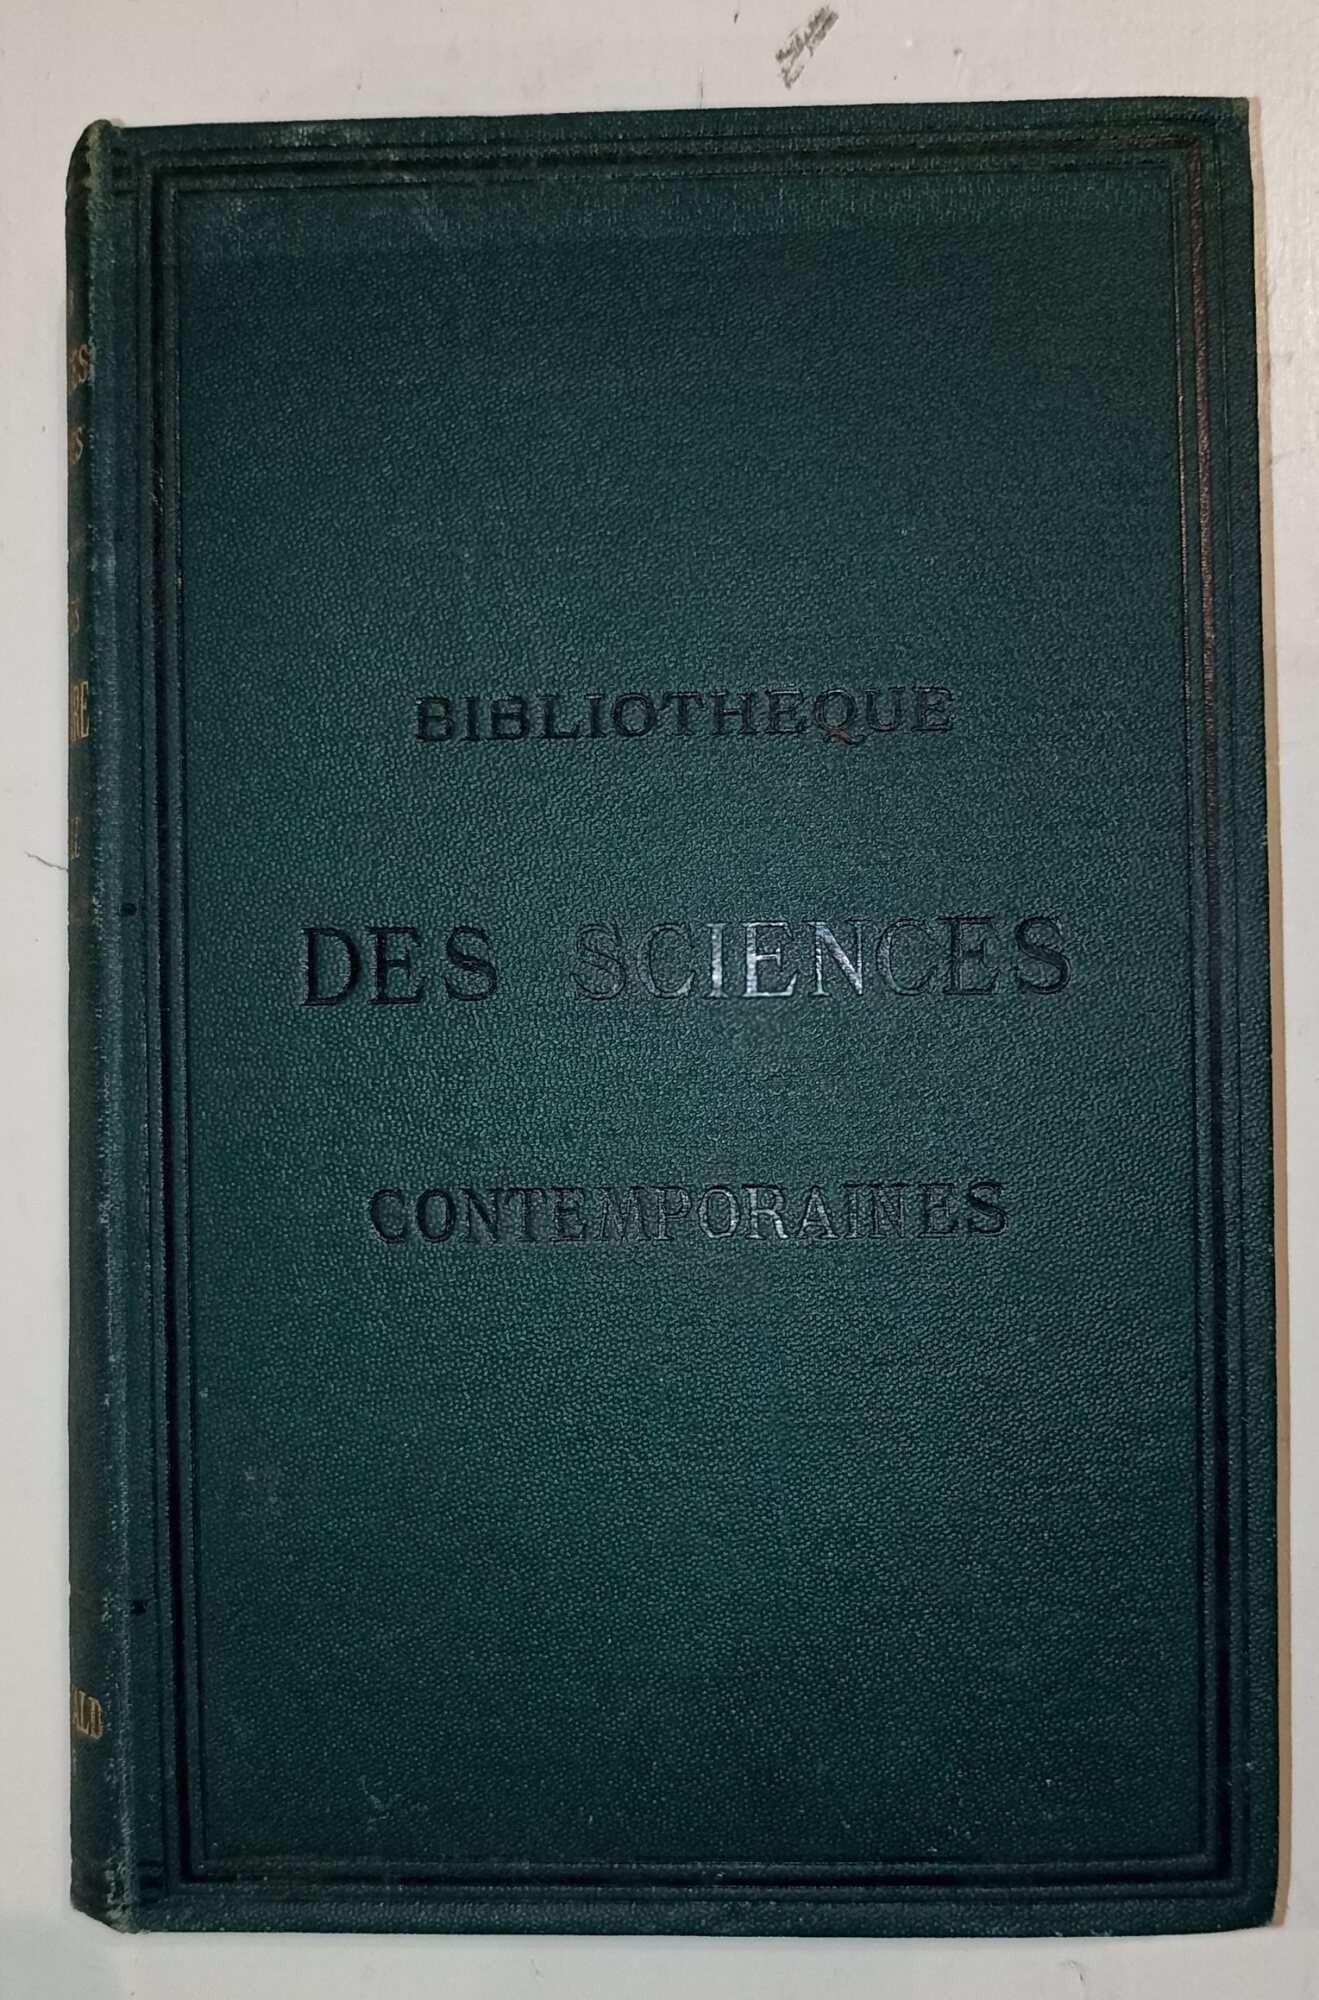 BIBLIOTHEQUE
DES SCIENCES
CONTEMPORAINES